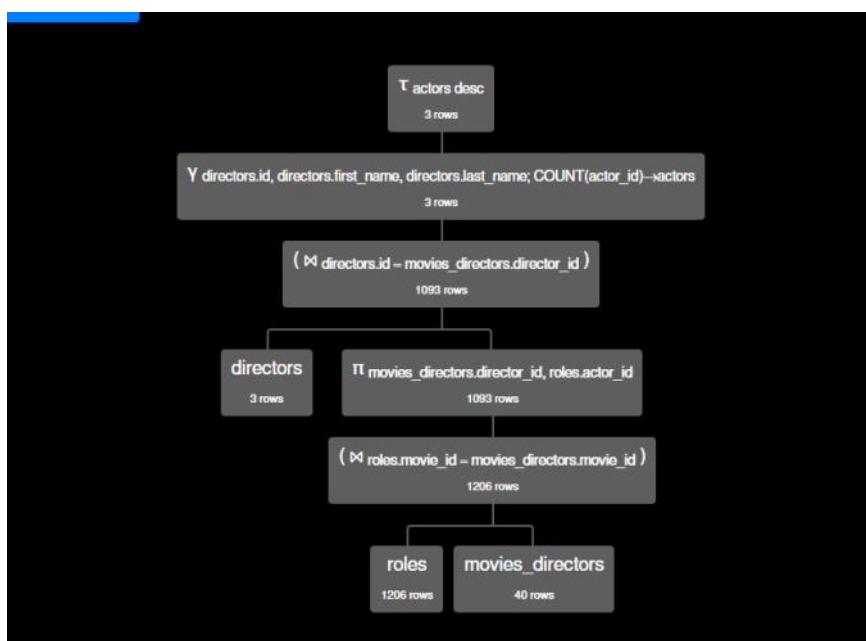 τ actors desc
3 rows
γ directors.id, directors.first_name, directors.last_name; COUNT(actor_id)→actors
3 rows
( ⋈ directors.id = movies_directors.director_id )
1093 rows
directors
3 rows
π movies_directors.director_id, roles.actor_id
1093 rows
( ⋈ roles.movie_id = movies_directors.movie_id )
1206 rows
roles
1206 rows
movies_directors
40 rows